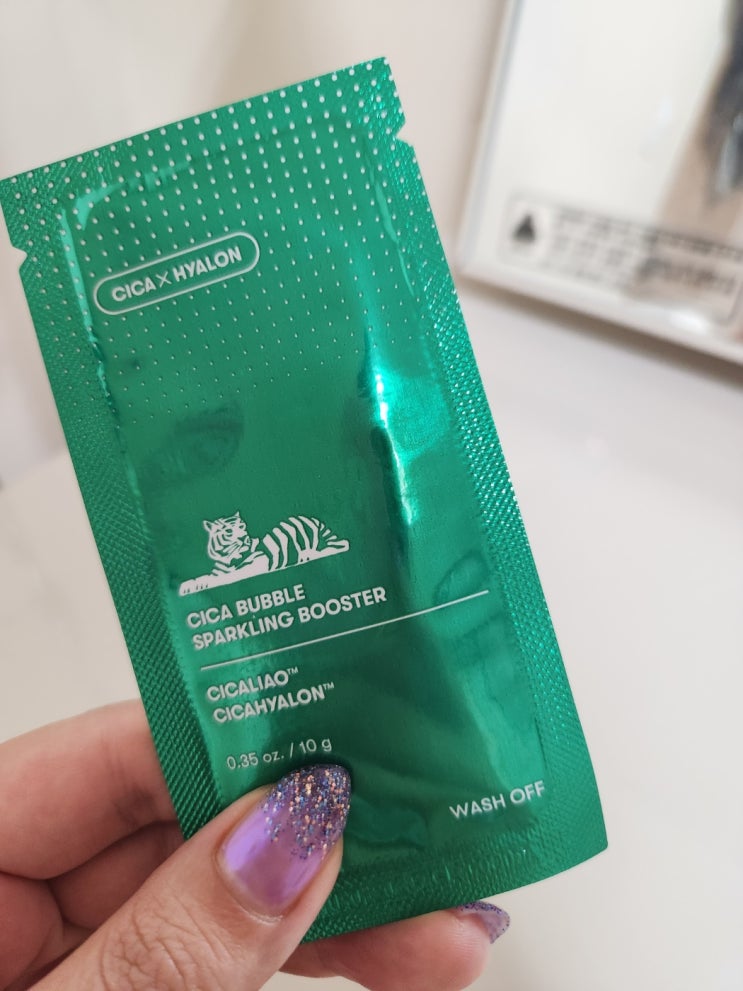 CICA X HYALON
CICA BUBBLE
SPARKLING BOOSTER
CICALIAO™
CICAHYALON™
0.35 oz. / 10 g
WASH OFF